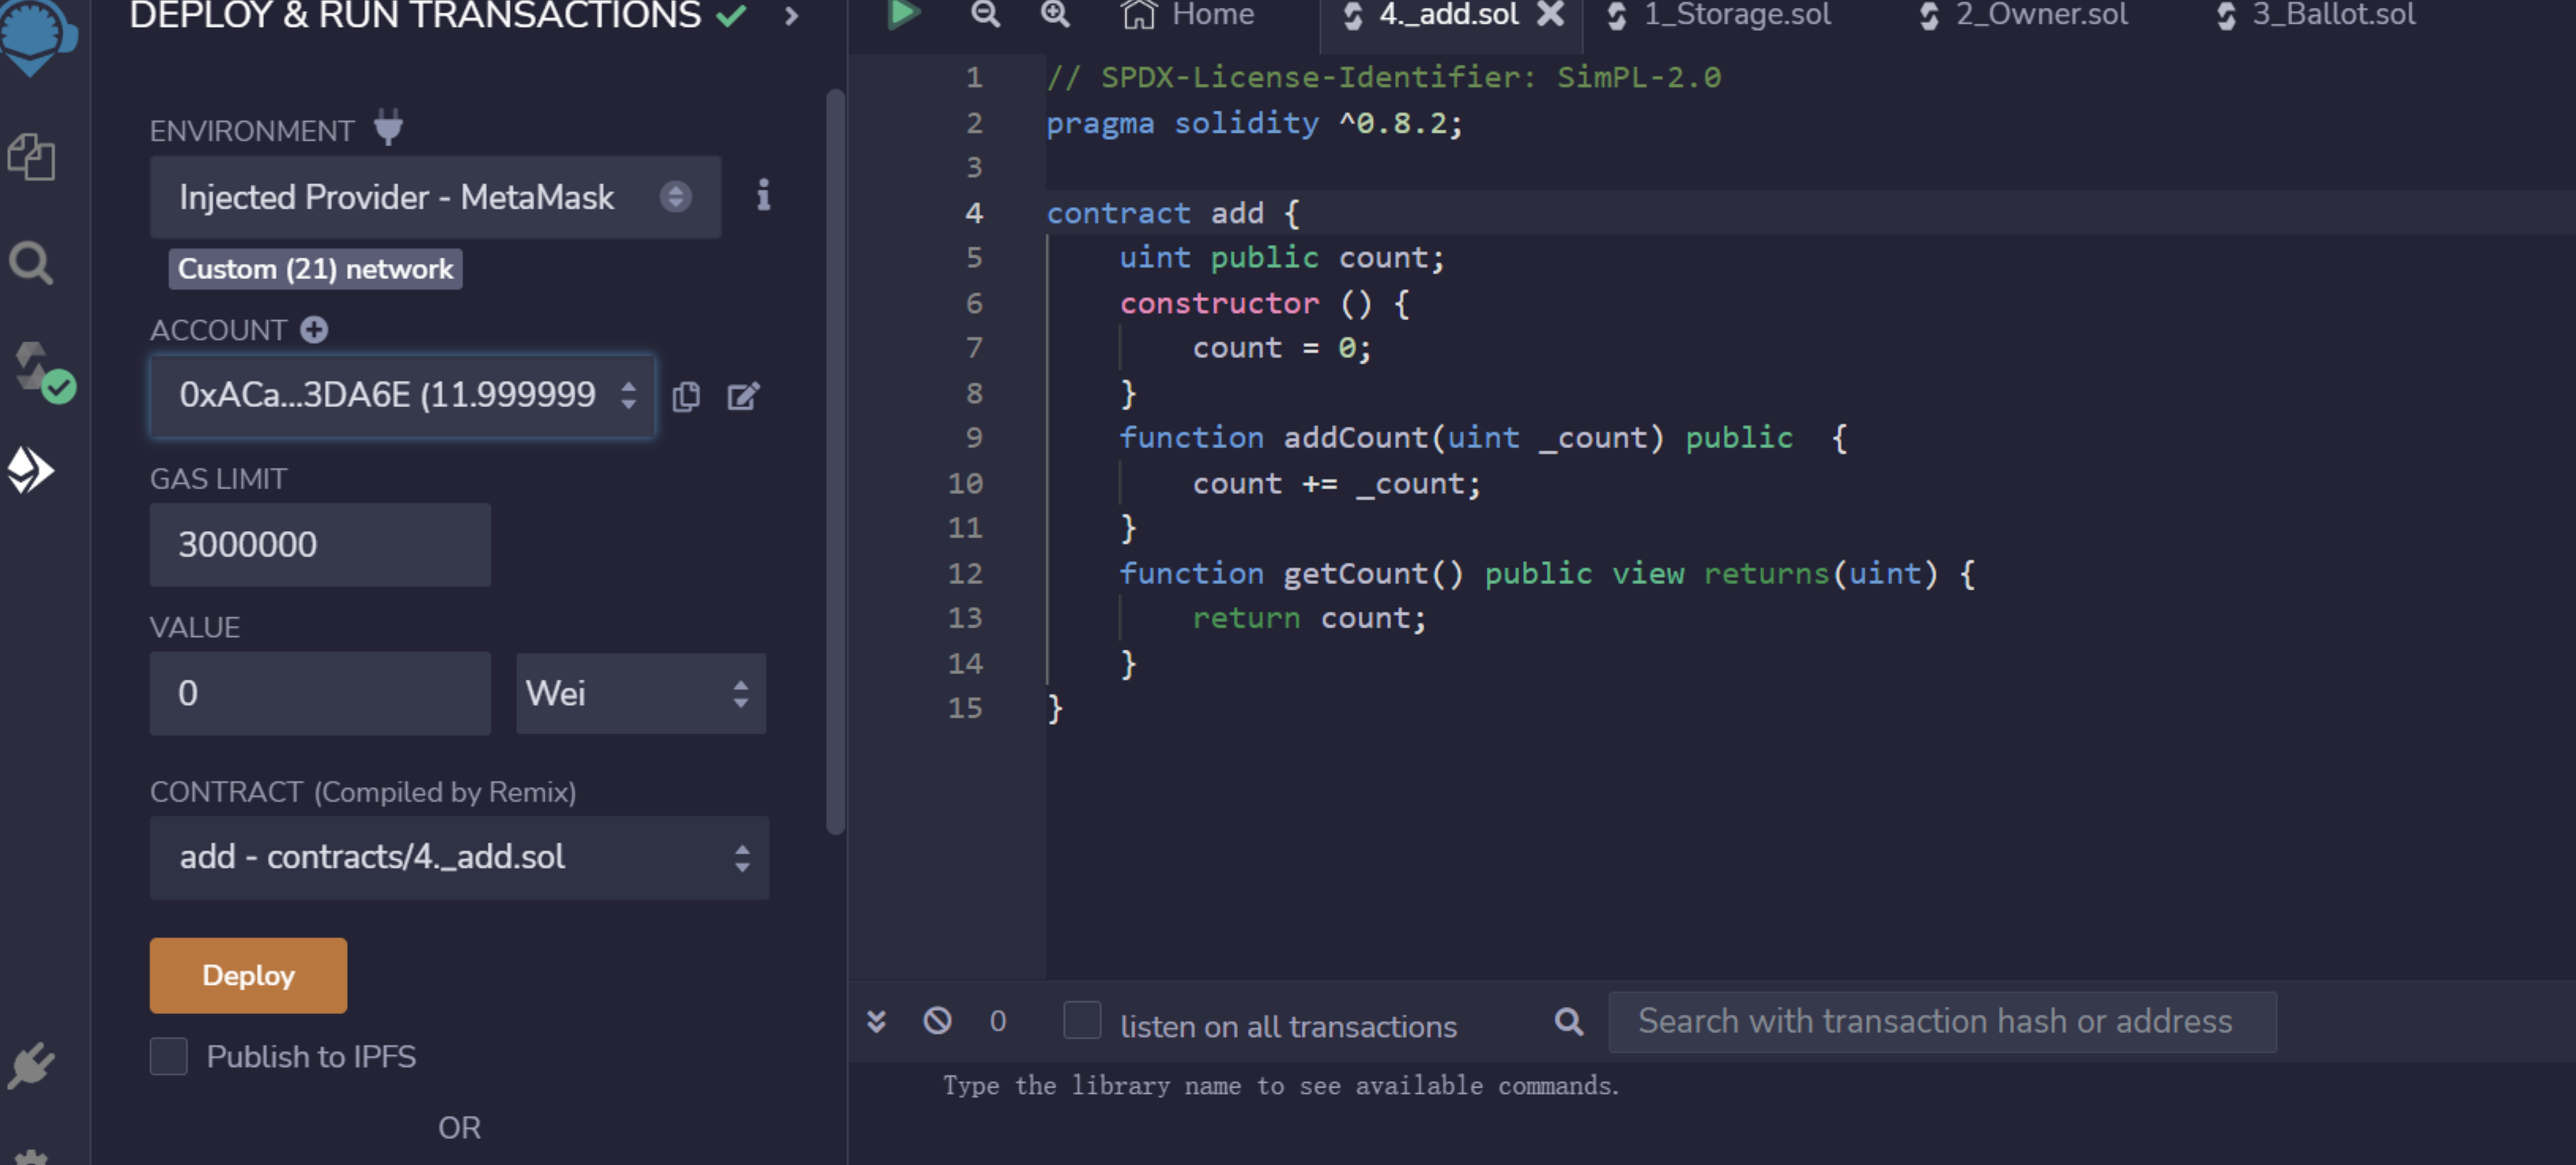 DEPLOY & RUN TRANSACTIONS
ENVIRONMENT
Injected Provider - MetaMask
Custom (21) network
ACCOUNT
0xACa...3DA6E (11.999999
GAS LIMIT
3000000
VALUE
0 Wei
CONTRACT (Compiled by Remix)
add - contracts/4._add.sol
Deploy
Publish to IPFS
OR
Home 4._add.sol 1_Storage.sol 2_Owner.sol 3_Ballot.sol
1 // SPDX-License-Identifier: SimPL-2.0
2 pragma solidity ^0.8.2;
3
4 contract add {
5     uint public count;
6     constructor () {
7         count = 0;
8     }
9     function addCount(uint _count) public  {
10         count += _count;
11     }
12     function getCount() public view returns(uint) {
13         return count;
14     }
15 }
0 listen on all transactions Search with transaction hash or address
Type the library name to see available commands.